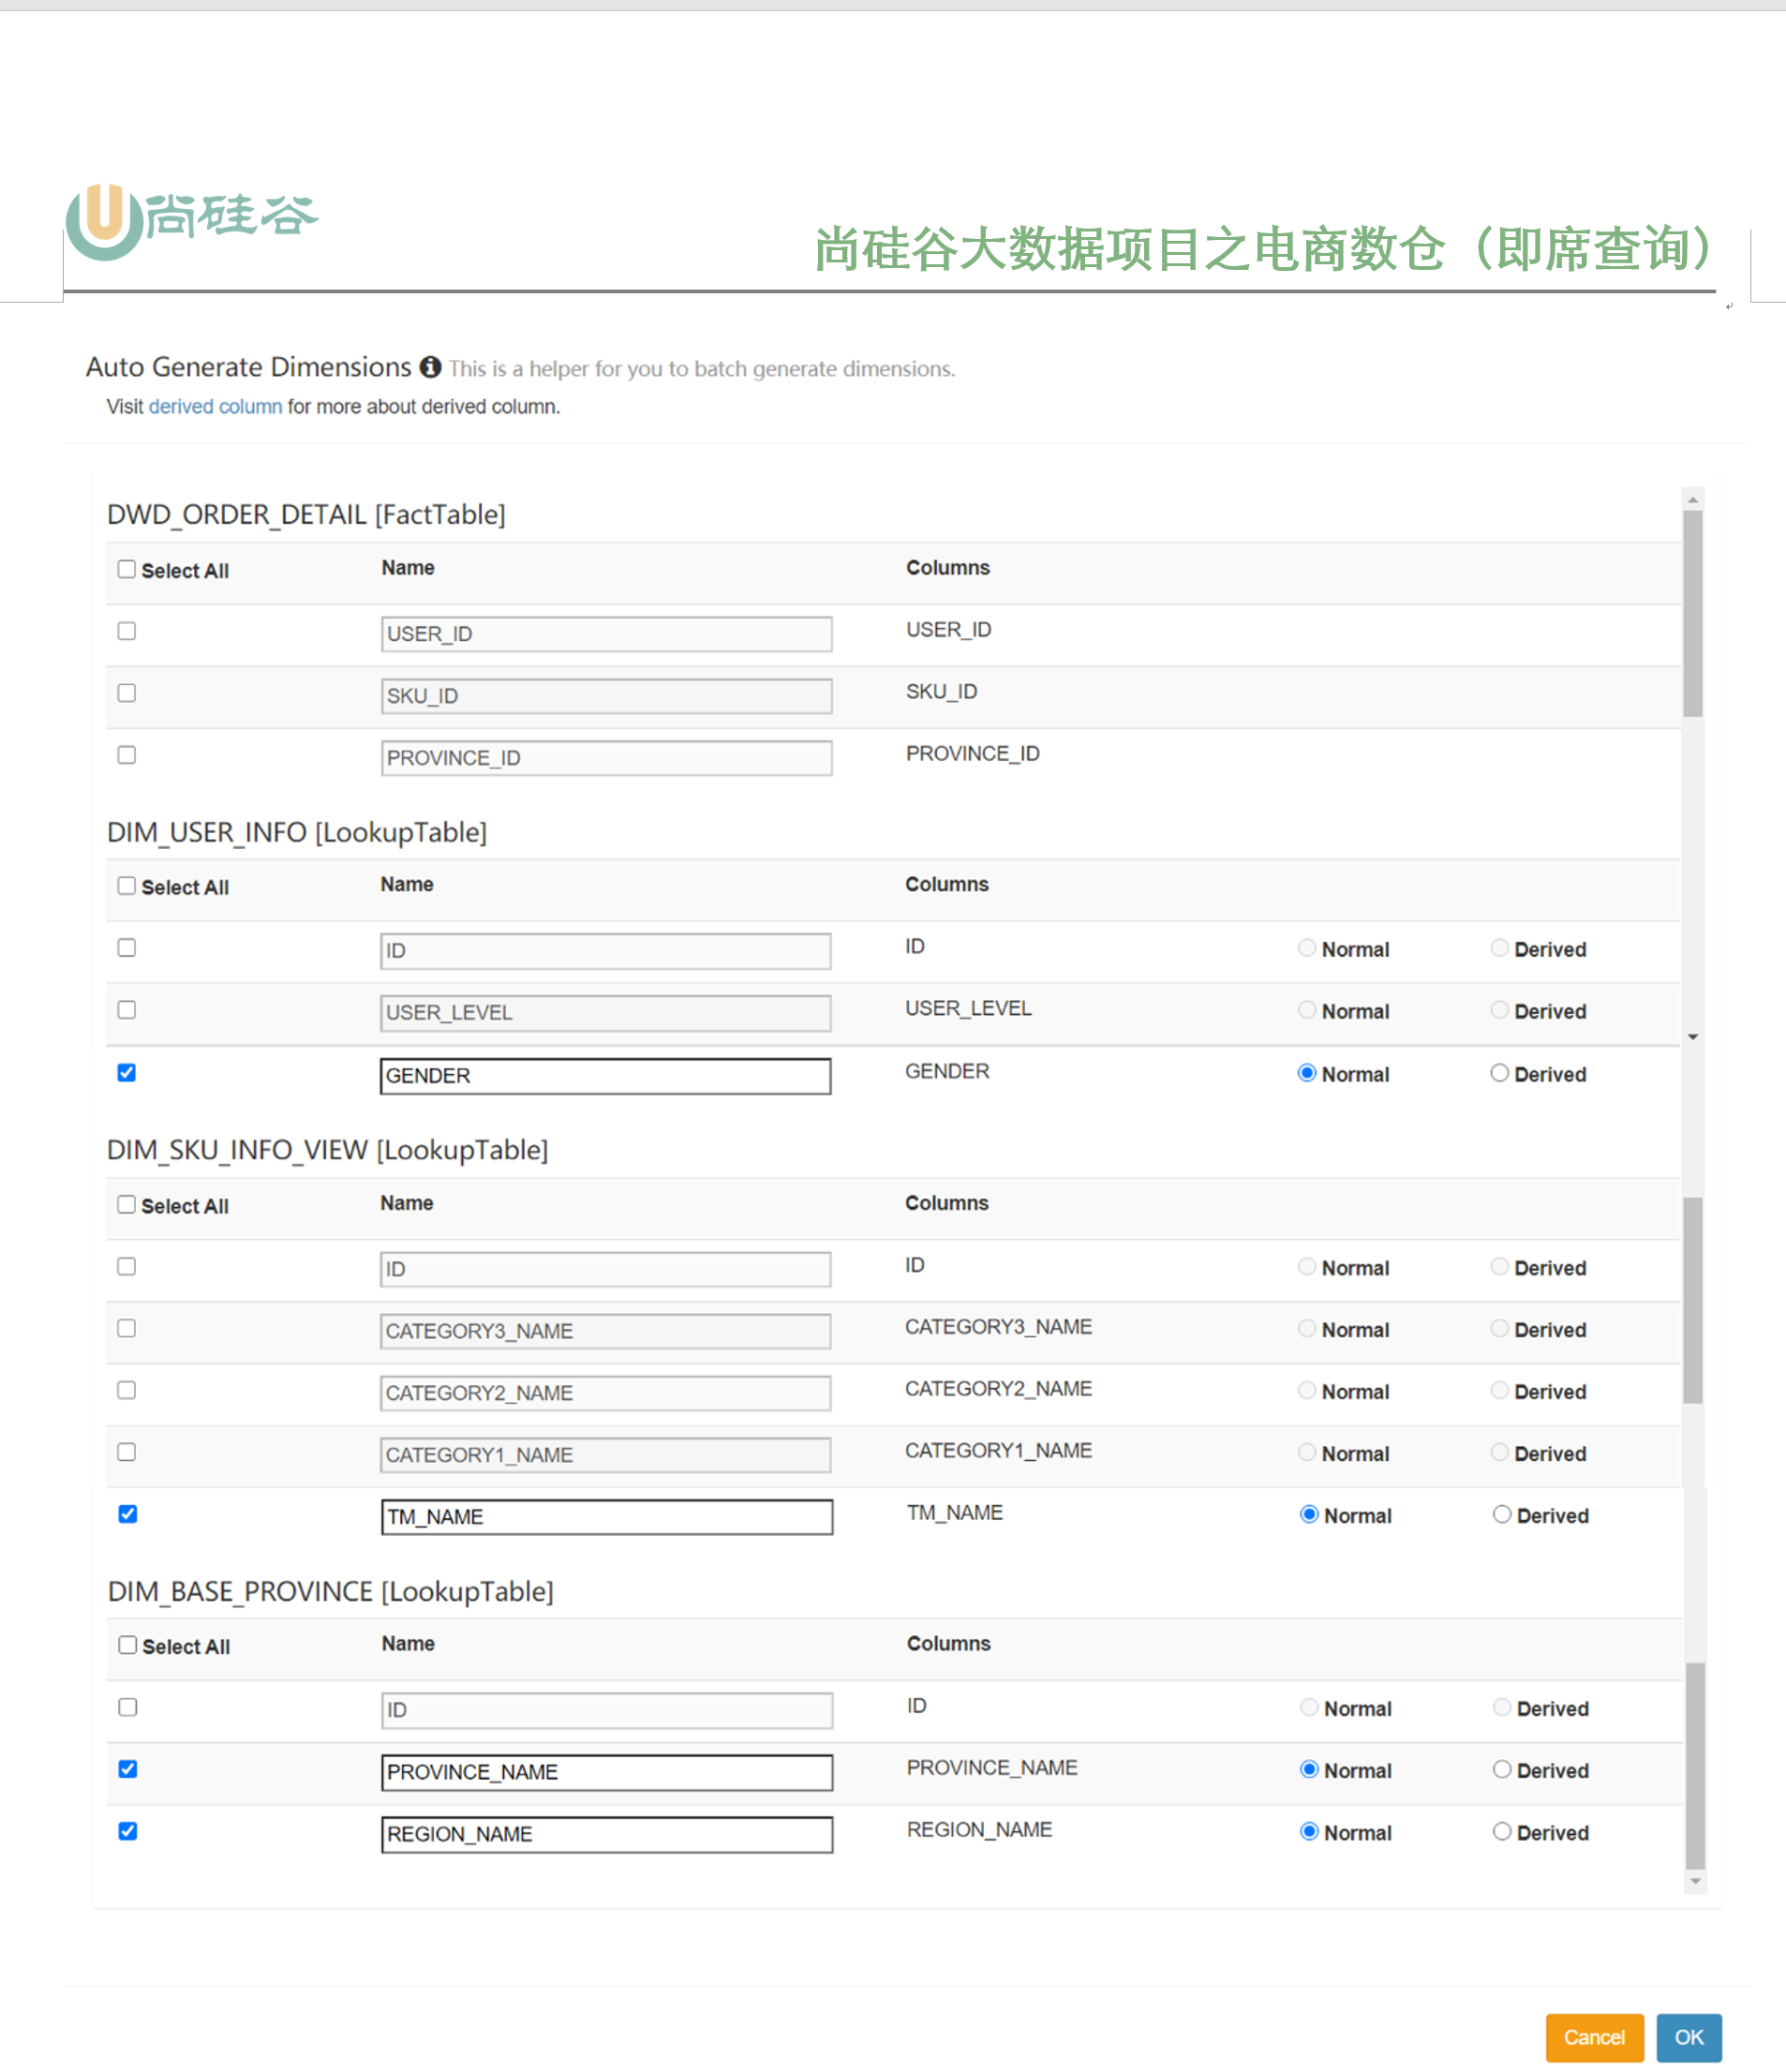 尚硅谷
尚硅谷大数据项目之电商数仓（即席查询）
Auto Generate Dimensions This is a helper for you to batch generate dimensions.
Visit derived column for more about derived column.
DWD_ORDER_DETAIL [FactTable]
Select All Name Columns
USER_ID USER_ID
SKU_ID SKU_ID
PROVINCE_ID PROVINCE_ID
DIM_USER_INFO [LookupTable]
Select All Name Columns
ID ID Normal Derived
USER_LEVEL USER_LEVEL Normal Derived
GENDER GENDER Normal Derived
DIM_SKU_INFO_VIEW [LookupTable]
Select All Name Columns
ID ID Normal Derived
CATEGORY3_NAME CATEGORY3_NAME Normal Derived
CATEGORY2_NAME CATEGORY2_NAME Normal Derived
CATEGORY1_NAME CATEGORY1_NAME Normal Derived
TM_NAME TM_NAME Normal Derived
DIM_BASE_PROVINCE [LookupTable]
Select All Name Columns
ID ID Normal Derived
PROVINCE_NAME PROVINCE_NAME Normal Derived
REGION_NAME REGION_NAME Normal Derived
Cancel OK